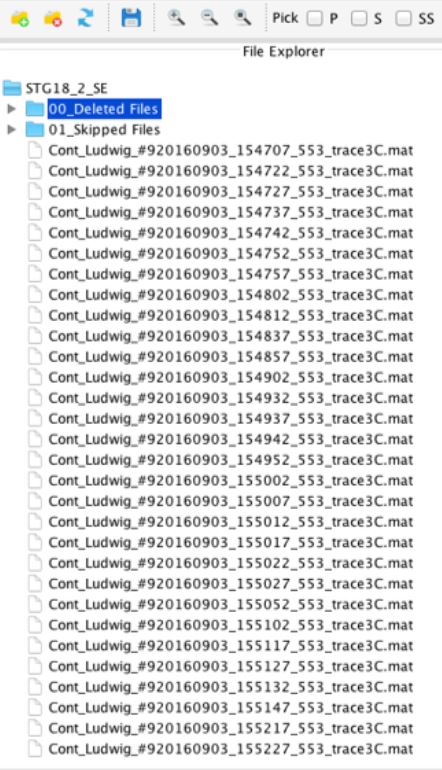 Pick P S SS
File Explorer
STG18_2_SE
00_Deleted Files
01_Skipped Files
Cont_Ludwig_#920160903_154707_553_trace3C.mat
Cont_Ludwig_#920160903_154722_553_trace3C.mat
Cont_Ludwig_#920160903_154727_553_trace3C.mat
Cont_Ludwig_#920160903_154737_553_trace3C.mat
Cont_Ludwig_#920160903_154742_553_trace3C.mat
Cont_Ludwig_#920160903_154752_553_trace3C.mat
Cont_Ludwig_#920160903_154757_553_trace3C.mat
Cont_Ludwig_#920160903_154802_553_trace3C.mat
Cont_Ludwig_#920160903_154812_553_trace3C.mat
Cont_Ludwig_#920160903_154837_553_trace3C.mat
Cont_Ludwig_#920160903_154857_553_trace3C.mat
Cont_Ludwig_#920160903_154902_553_trace3C.mat
Cont_Ludwig_#920160903_154932_553_trace3C.mat
Cont_Ludwig_#920160903_154937_553_trace3C.mat
Cont_Ludwig_#920160903_154942_553_trace3C.mat
Cont_Ludwig_#920160903_154952_553_trace3C.mat
Cont_Ludwig_#920160903_155002_553_trace3C.mat
Cont_Ludwig_#920160903_155007_553_trace3C.mat
Cont_Ludwig_#920160903_155012_553_trace3C.mat
Cont_Ludwig_#920160903_155017_553_trace3C.mat
Cont_Ludwig_#920160903_155022_553_trace3C.mat
Cont_Ludwig_#920160903_155027_553_trace3C.mat
Cont_Ludwig_#920160903_155052_553_trace3C.mat
Cont_Ludwig_#920160903_155102_553_trace3C.mat
Cont_Ludwig_#920160903_155117_553_trace3C.mat
Cont_Ludwig_#920160903_155127_553_trace3C.mat
Cont_Ludwig_#920160903_155132_553_trace3C.mat
Cont_Ludwig_#920160903_155147_553_trace3C.mat
Cont_Ludwig_#920160903_155217_553_trace3C.mat
Cont_Ludwig_#920160903_155227_553_trace3C.mat